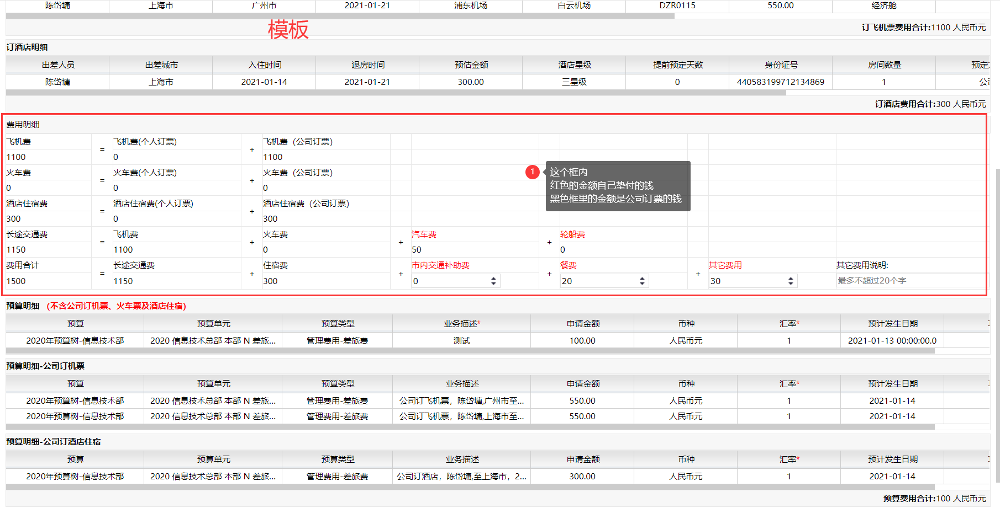 陈岱墉 上海市 广州市 2021-01-21 浦东机场 白云机场 DZR0115 550.00 经济舱
模板
订飞机票费用合计:1100 人民币元
订酒店明细
出差人员 出差城市 入住时间 退房时间 预估金额 酒店星级 提前预定天数 身份证号 房间数量 预定
陈岱墉 上海市 2021-01-14 2021-01-21 300.00 三星级 0 440583199712134869 1 公
订酒店费用合计:300 人民币元
费用明细
飞机费 = 飞机费(个人订票) + 飞机费（公司订票）
1100 0 1100
火车费 = 火车费(个人订票) + 火车费（公司订票）
0 0 0
1 这个框内
红色的金额自己垫付的钱
黑色框里的金额是公司订票的钱
酒店住宿费 = 酒店住宿费(个人订票) + 酒店住宿费（公司订票）
300 0 300
长途交通费 = 飞机费 + 火车费 + 汽车费 + 轮船费
1150 1100 0 50 0
费用合计 = 长途交通费 + 住宿费 + 市内交通补助费 + 餐费 + 其它费用 其它费用说明:
1500 1150 300 0 20 30 最多不超过20个字
预算明细 (不含公司订机票、火车票及酒店住宿)
预算 预算单元 预算类型 业务描述* 申请金额 币种 汇率* 预计发生日期
2020年预算树-信息技术部 2020 信息技术总部 本部 N 差旅... 管理费用-差旅费 测试 100.00 人民币元 1 2021-01-13 00:00:00.0
预算明细-公司订机票
预算 预算单元 预算类型 业务描述 申请金额 币种 汇率* 预计发生日期
2020年预算树-信息技术部 2020 信息技术总部 本部 N 差旅... 管理费用-差旅费 公司订飞机票，陈岱墉,广州市至... 550.00 人民币元 1 2021-01-14
2020年预算树-信息技术部 2020 信息技术总部 本部 N 差旅... 管理费用-差旅费 公司订飞机票，陈岱墉,上海市至... 550.00 人民币元 1 2021-01-14
预算明细-公司订酒店住宿
预算 预算单元 预算类型 业务描述 申请金额 币种 汇率* 预计发生日期
2020年预算树-信息技术部 2020 信息技术总部 本部 N 差旅... 管理费用-差旅费 公司订酒店，陈岱墉,至上海市，2... 300.00 人民币元 1 2021-01-14
预算费用合计:100 人民币元